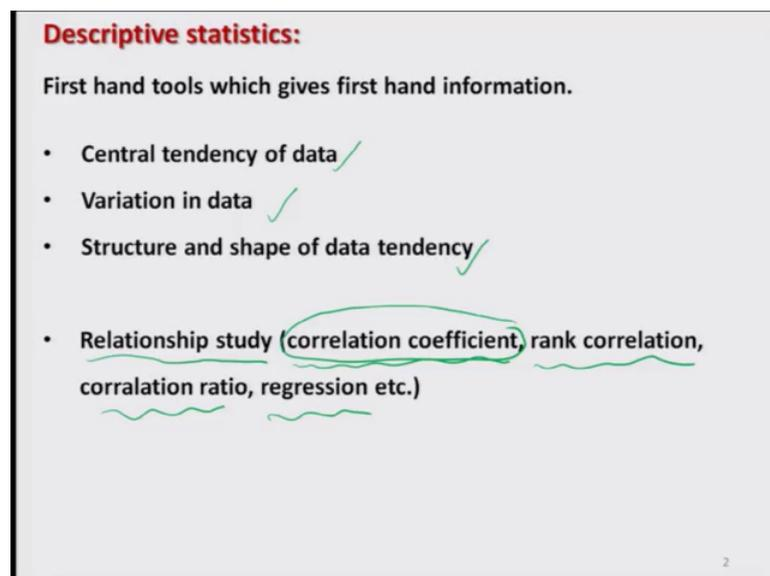 Descriptive statistics:
First hand tools which gives first hand information.
• Central tendency of data
• Variation in data
• Structure and shape of data tendency
• Relationship study (correlation coefficient, rank correlation,
corralation ratio, regression etc.)
2